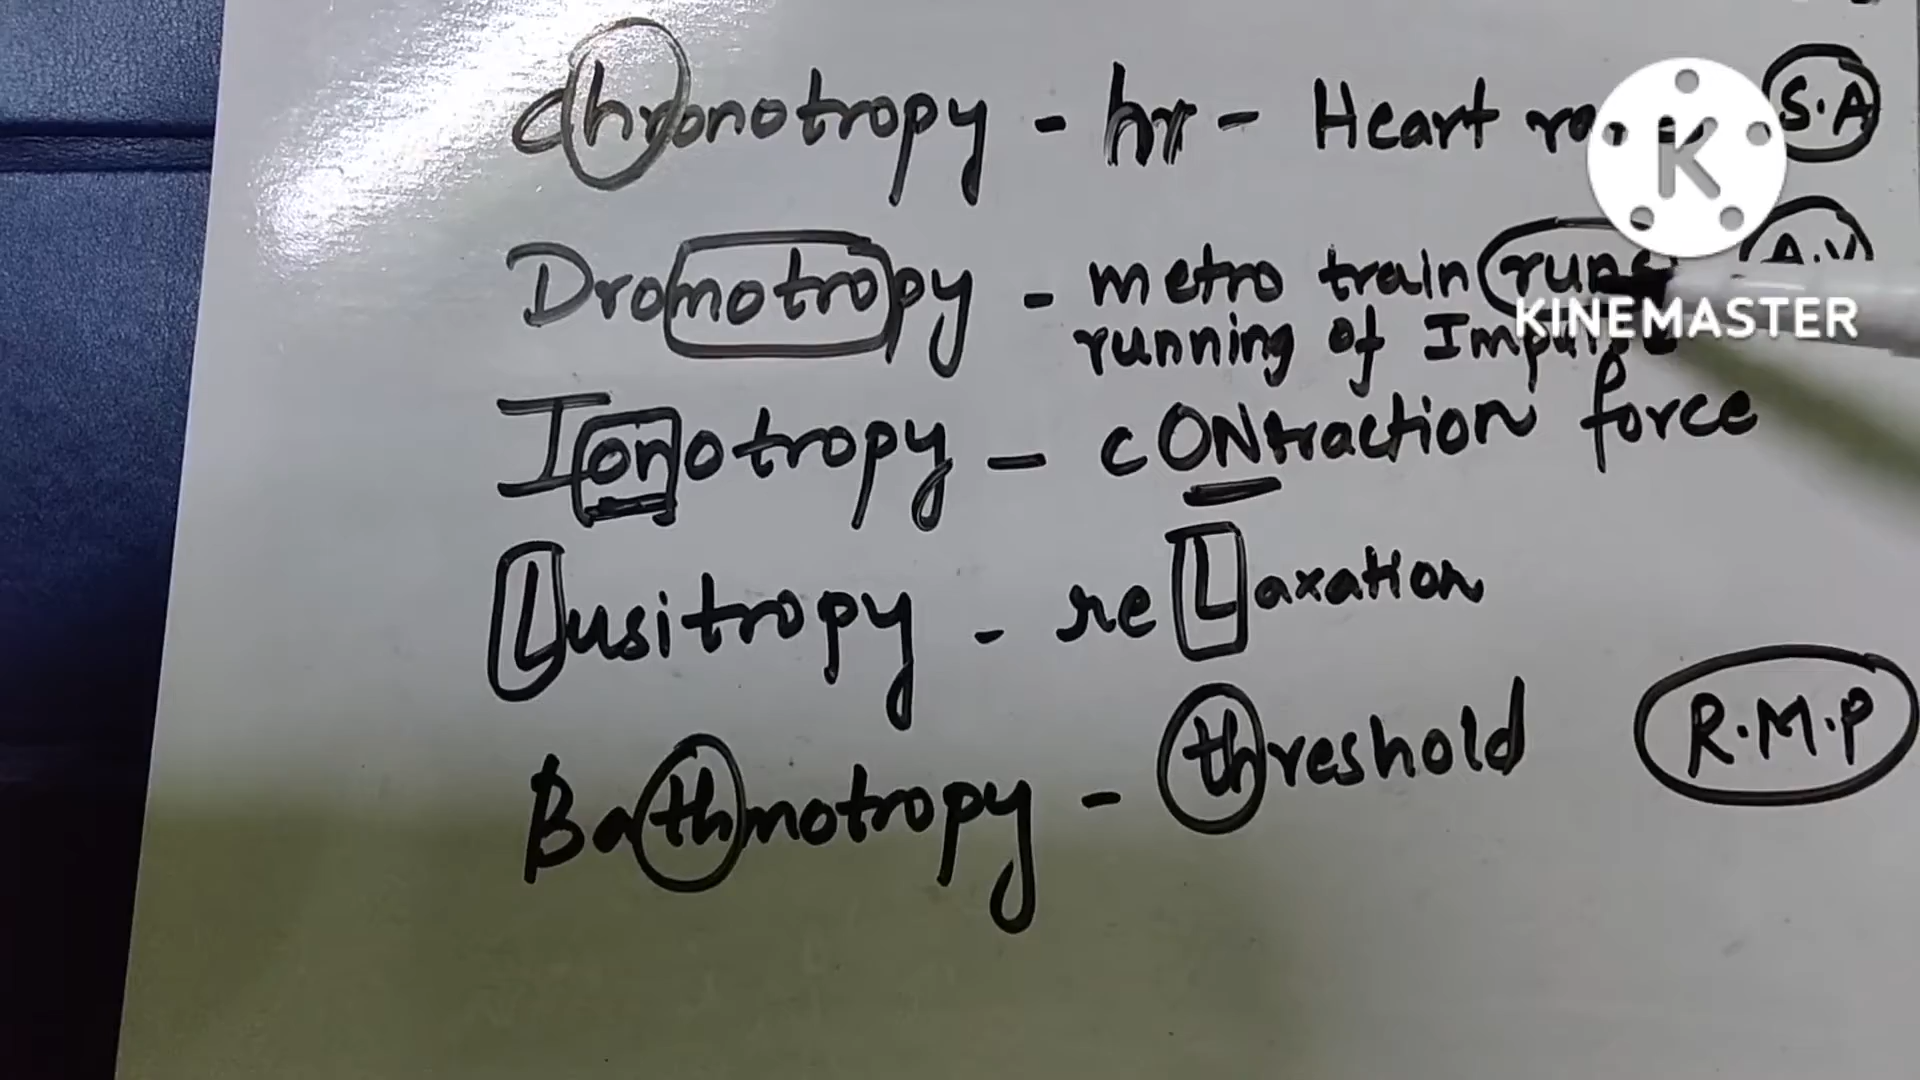 chronotropy - hr - Heart S.A
Dromotropy - metro train runs A.V
running of Impulse
Ionotropy - cONtraction force
Lusitropy - reLaxation
Bathmotropy - threshold R.M.P
K
KINEMASTER